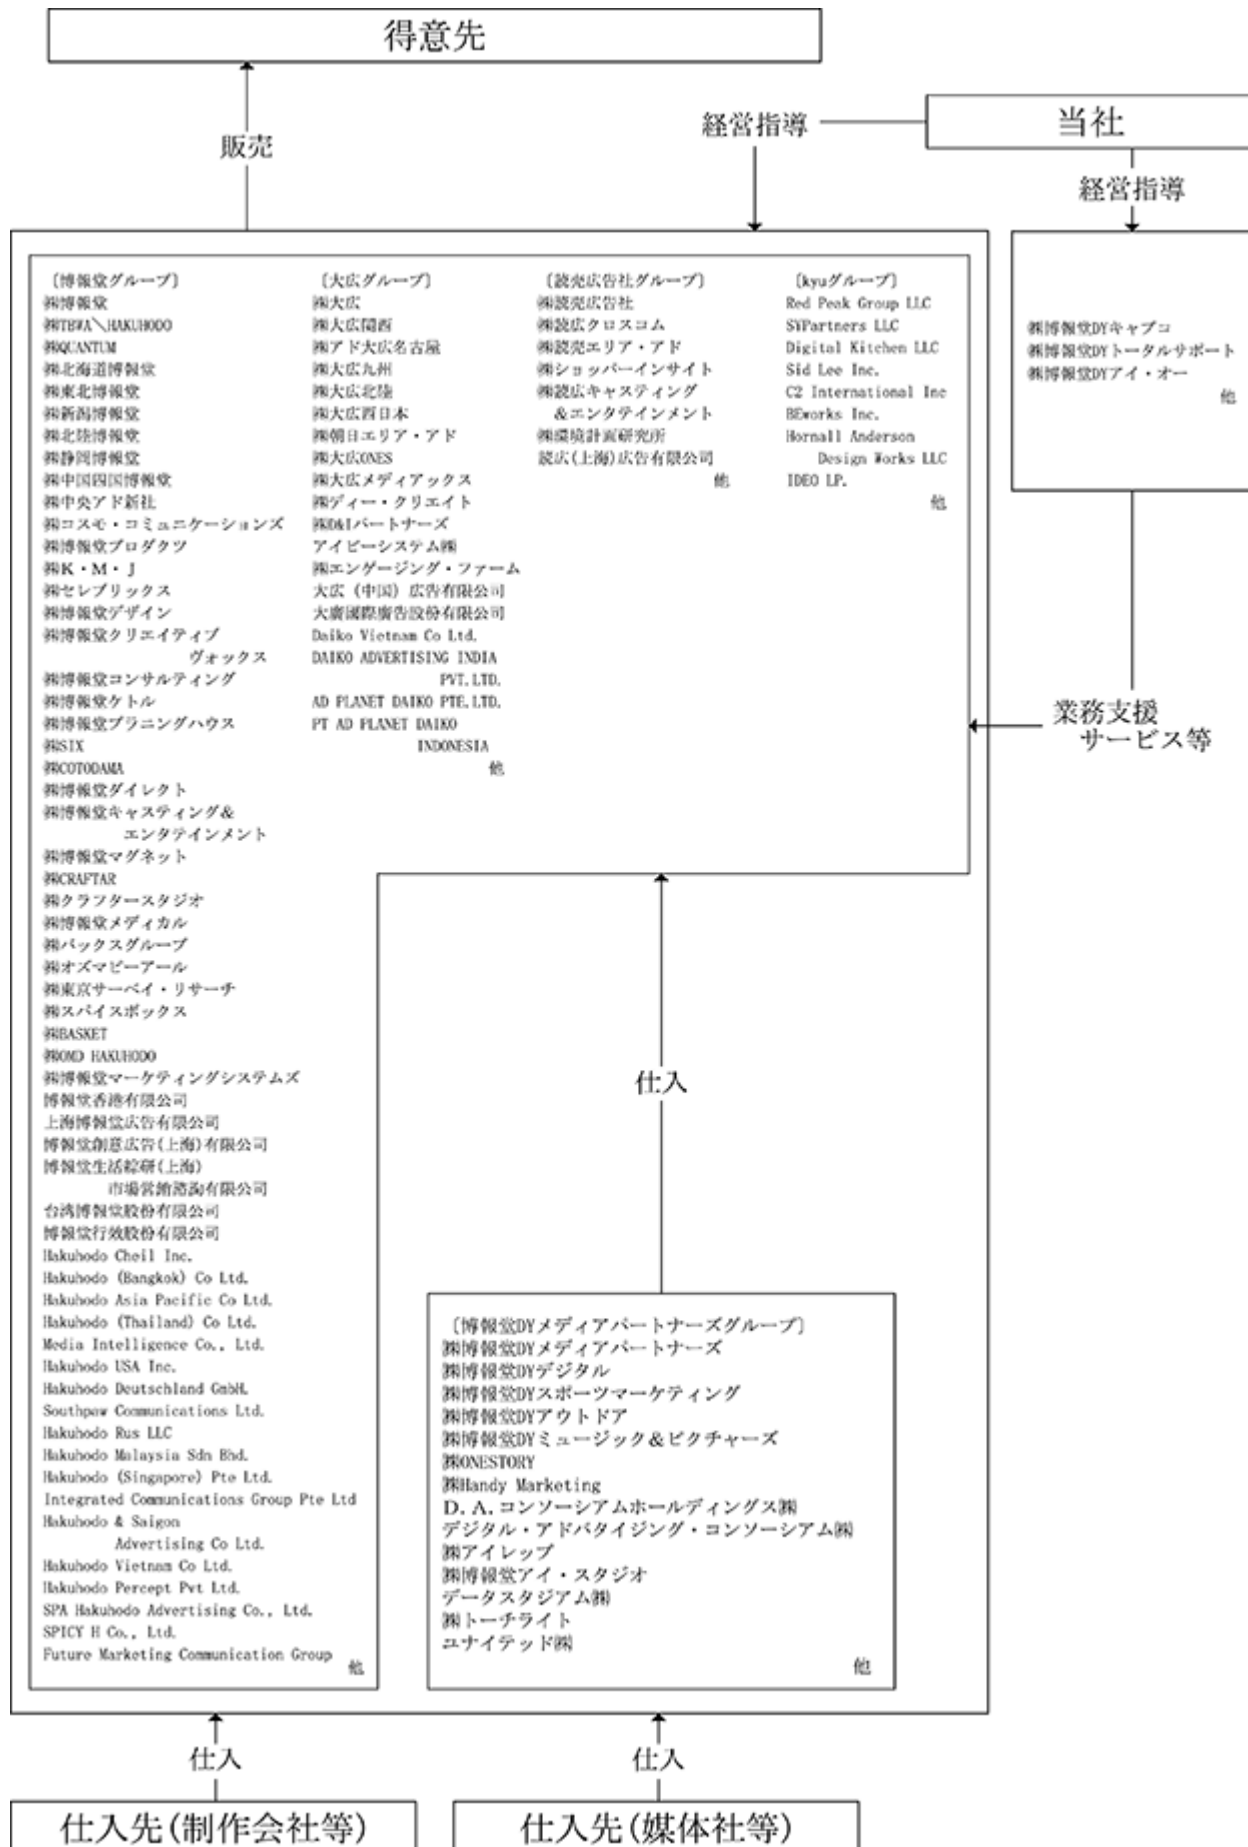 得意先
販売
経営指導
当社
経営指導
〔博報堂グループ〕
㈱博報堂
㈱TBWA＼HAKUHODO
㈱QUANTUM
㈱北海道博報堂
㈱東北博報堂
㈱新潟博報堂
㈱北陸博報堂
㈱静岡博報堂
㈱中国四国博報堂
㈱中央アド新社
㈱コスモ・コミュニケーションズ
㈱博報堂プロダクツ
㈱K・M・J
㈱セレブリックス
㈱博報堂デザイン
㈱博報堂クリエイティブ
ヴォックス
㈱博報堂コンサルティング
㈱博報堂ケトル
㈱博報堂プラニングハウス
㈱SIX
㈱COTODAMA
㈱博報堂ダイレクト
㈱博報堂キャスティング&
エンタテインメント
㈱博報堂マグネット
㈱CRAFTAR
㈱クラフタースタジオ
㈱博報堂メディカル
㈱バックスグループ
㈱オズマピーアール
㈱東京サーベイ・リサーチ
㈱スパイスボックス
㈱BASKET
㈱OMD HAKUHODO
㈱博報堂マーケティングシステムズ
博報堂香港有限公司
上海博報堂広告有限公司
博報堂創意広告(上海)有限公司
博報堂生活綜研(上海)
市場営銷諮詢有限公司
台湾博報堂股份有限公司
博報堂行效股份有限公司
Hakuhodo Cheil Inc.
Hakuhodo (Bangkok) Co Ltd.
Hakuhodo Asia Pacific Co Ltd.
Hakuhodo (Thailand) Co Ltd.
Media Intelligence Co., Ltd.
Hakuhodo USA Inc.
Hakuhodo Deutschland GmbH.
Southpaw Communications Ltd.
Hakuhodo Rus LLC
Hakuhodo Malaysia Sdn Bhd.
Hakuhodo (Singapore) Pte Ltd.
Integrated Communications Group Pte Ltd
Hakuhodo & Saigon
Advertising Co Ltd.
Hakuhodo Vietnam Co Ltd.
Hakuhodo Percept Pvt Ltd.
SPA Hakuhodo Advertising Co., Ltd.
SPICY H Co., Ltd.
Future Marketing Communication Group
他
〔大広グループ〕
㈱大広
㈱大広関西
㈱アド大広名古屋
㈱大広九州
㈱大広北陸
㈱大広西日本
㈱朝日エリア・アド
㈱大広ONES
㈱大広メディアックス
㈱ディー・クリエイト
㈱D&Iパートナーズ
アイビーシステム㈱
㈱エンゲージング・ファーム
大広（中国）広告有限公司
大廣國際廣告股份有限公司
Daiko Vietnam Co Ltd.
DAIKO ADVERTISING INDIA
PVT.LTD.
AD PLANET DAIKO PTE.LTD.
PT AD PLANET DAIKO
INDONESIA
他
〔読売広告社グループ〕
㈱読売広告社
㈱読広クロスコム
㈱読売エリア・アド
㈱ショッパーインサイト
㈱読広キャスティング
&エンタテインメント
㈱環境計画研究所
読広(上海)広告有限公司
他
〔kyuグループ〕
Red Peak Group LLC
SYPartners LLC
Digital Kitchen LLC
Sid Lee Inc.
C2 International Inc
BEworks Inc.
Hornall Anderson
Design Works LLC
IDEO LP.
他
㈱博報堂DYキャプコ
㈱博報堂DYトータルサポート
㈱博報堂DYアイ・オー
他
業務支援
サービス等
仕入
〔博報堂DYメディアパートナーズグループ〕
㈱博報堂DYメディアパートナーズ
㈱博報堂DYデジタル
㈱博報堂DYスポーツマーケティング
㈱博報堂DYアウトドア
㈱博報堂DYミュージック＆ピクチャーズ
㈱ONESTORY
㈱Handy Marketing
D.A.コンソーシアムホールディングス㈱
デジタル・アドバタイジング・コンソーシアム㈱
㈱アイレップ
㈱博報堂アイ・スタジオ
データスタジアム㈱
㈱トーチライト
ユナイテッド㈱
他
仕入
仕入
仕入先(制作会社等)
仕入先(媒体社等)